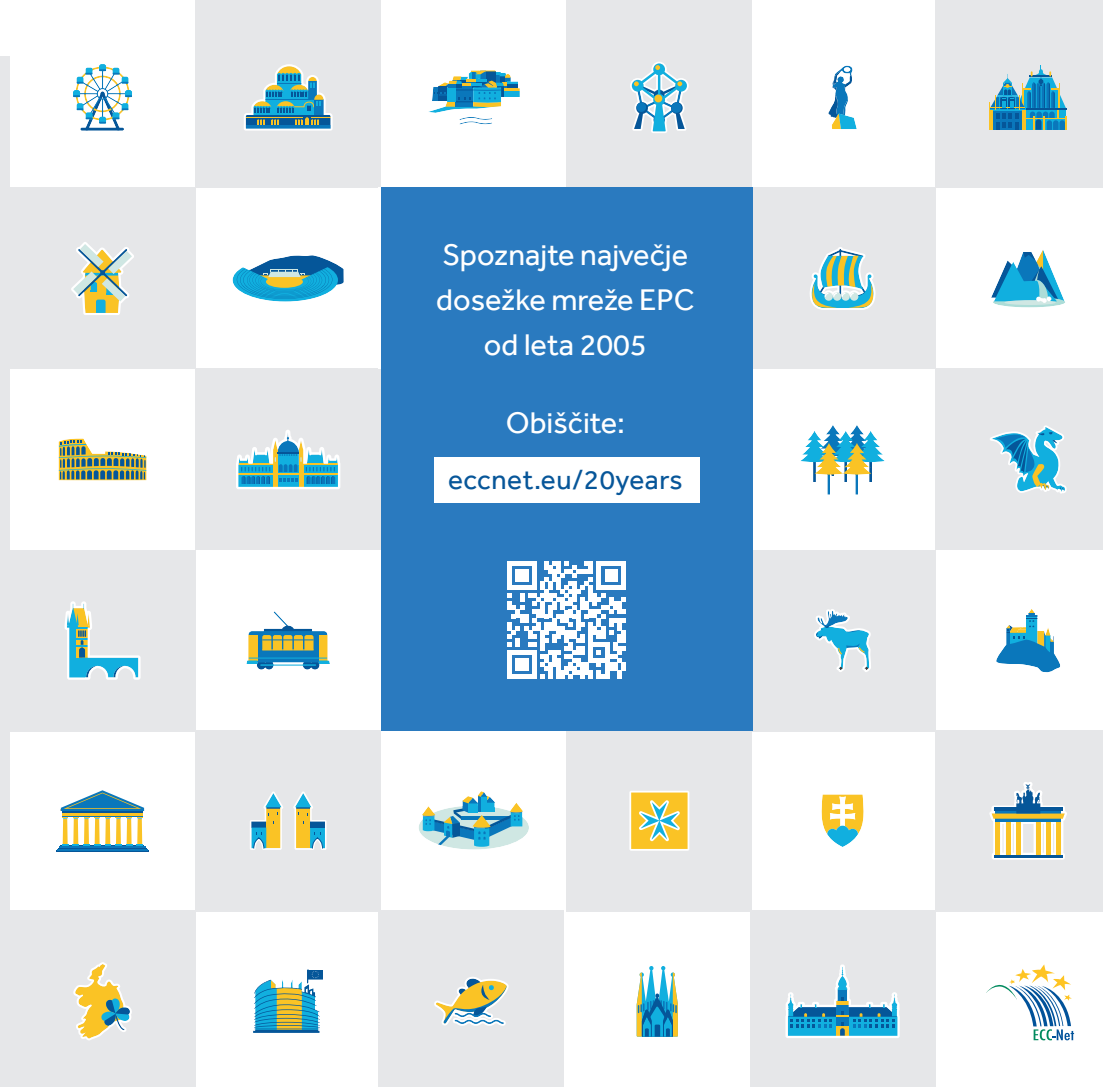 Spoznajte največje
dosežke mreže EPC
od leta 2005
Obiščite:
eccnet.eu/20years
ECC-Net